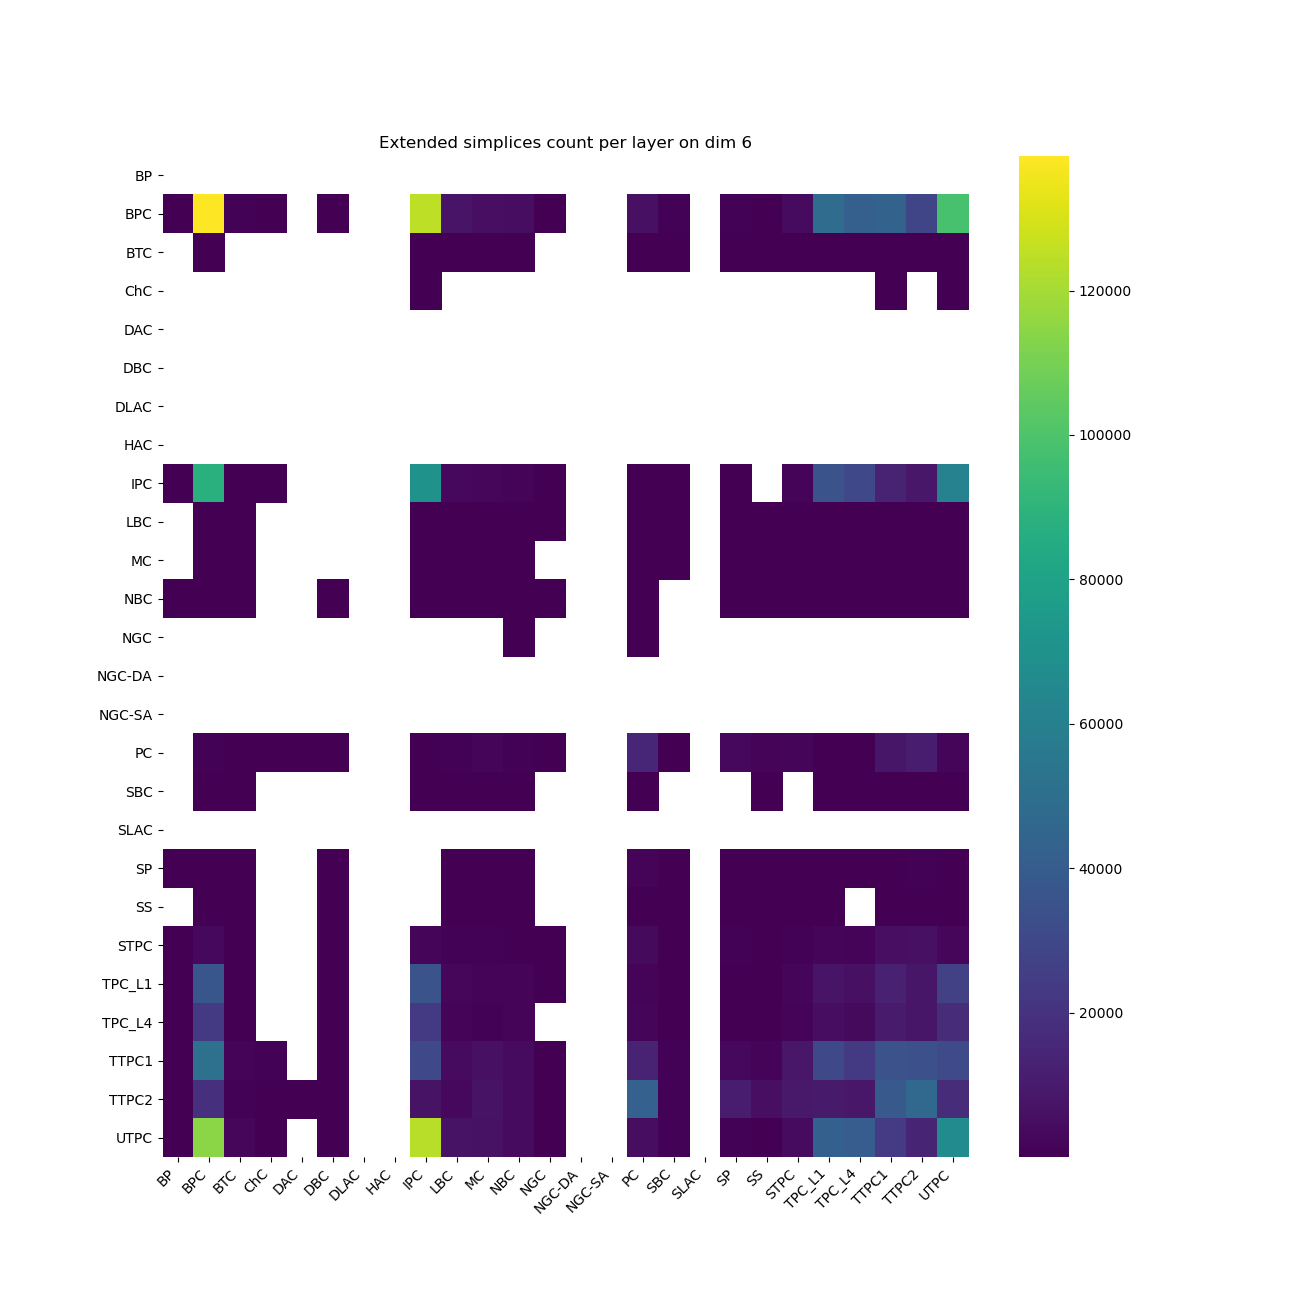 Extended simplices count per layer on dim 6
BP
BPC
BTC
ChC
DAC
DBC
DLAC
HAC
IPC
LBC
MC
NBC
NGC
NGC-DA
NGC-SA
PC
SBC
SLAC
SP
SS
STPC
TPC_L1
TPC_L4
TTPC1
TTPC2
UTPC
BP
BPC
BTC
ChC
DAC
DBC
DLAC
HAC
IPC
LBC
MC
NBC
NGC
NGC-DA
NGC-SA
PC
SBC
SLAC
SP
SS
STPC
TPC_L1
TPC_L4
TTPC1
TTPC2
UTPC
120000
100000
80000
60000
40000
20000